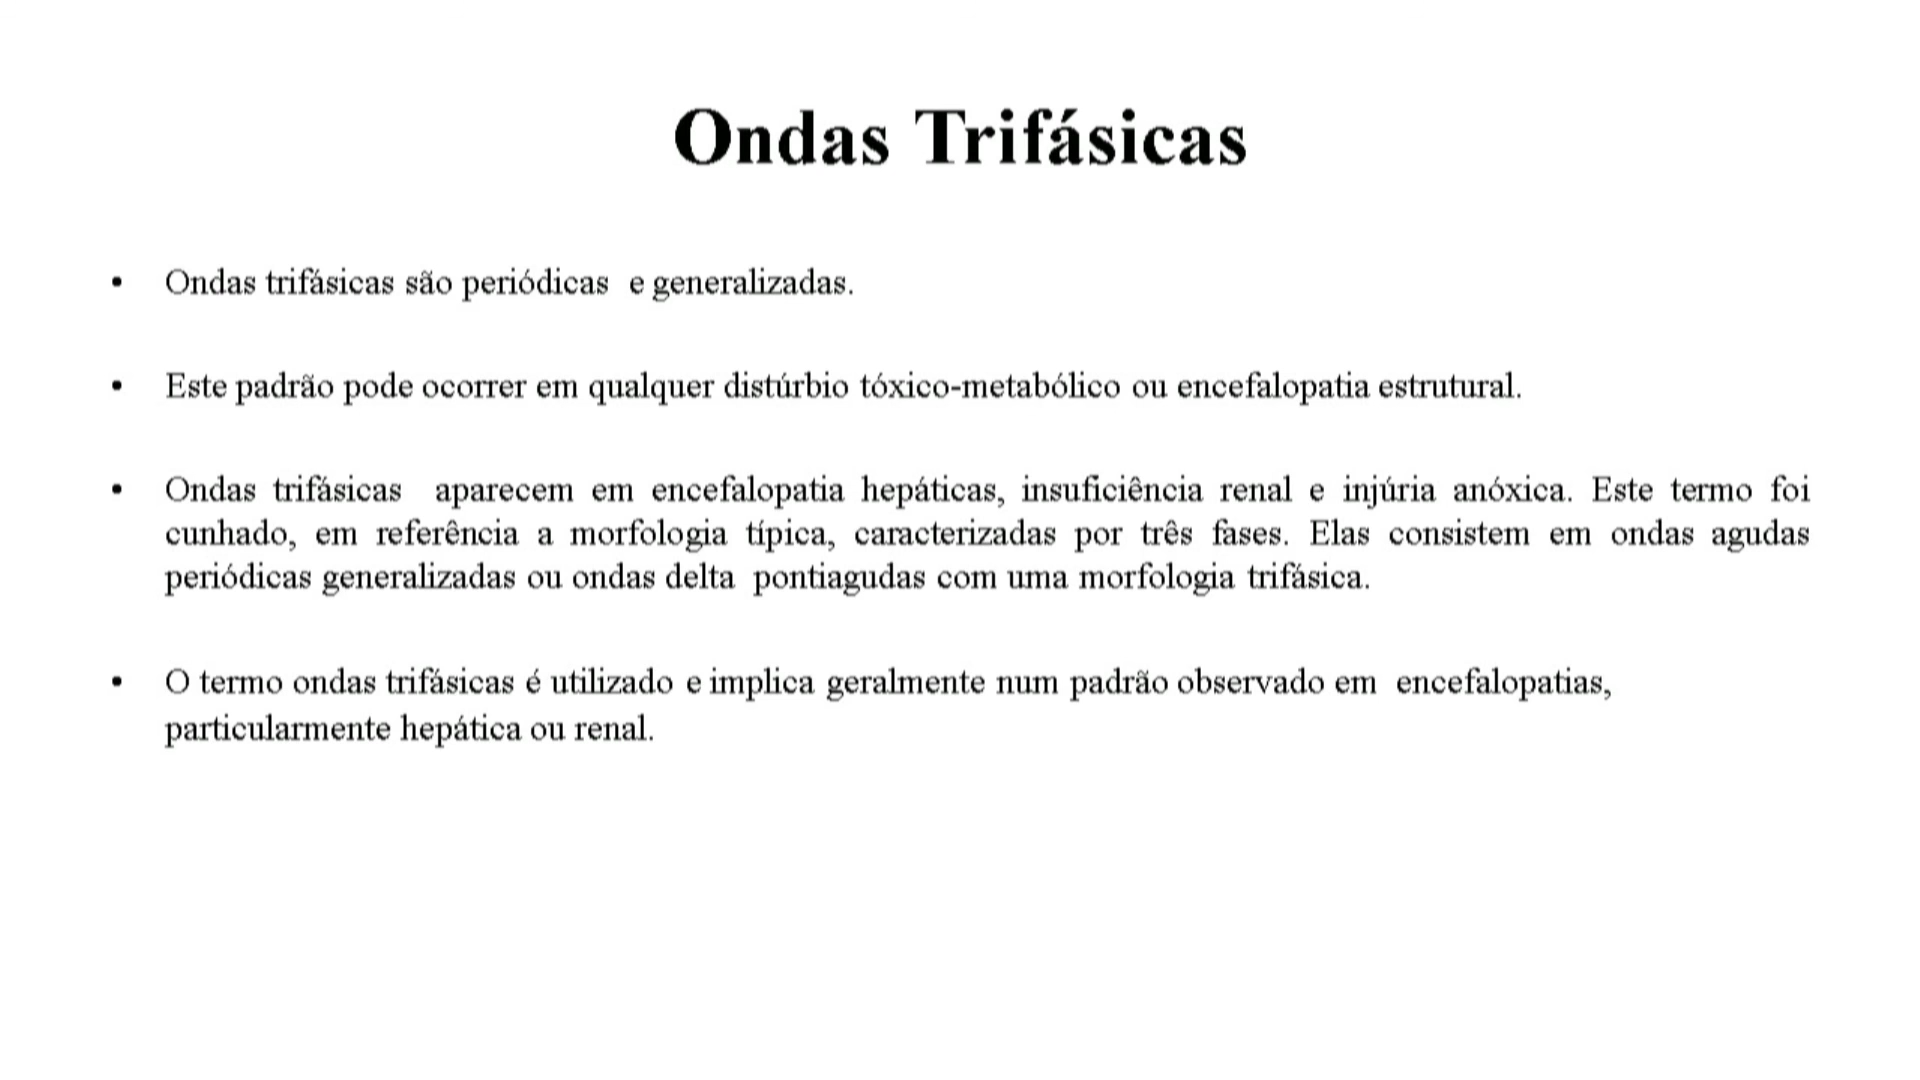 Ondas Trifásicas
• Ondas trifásicas são periódicas e generalizadas.
• Este padrão pode ocorrer em qualquer distúrbio tóxico-metabólico ou encefalopatia estrutural.
• Ondas trifásicas aparecem em encefalopatia hepáticas, insuficiência renal e injúria anóxica. Este termo foi
cunhado, em referência a morfologia típica, caracterizadas por três fases. Elas consistem em ondas agudas
periódicas generalizadas ou ondas delta pontiagudas com uma morfologia trifásica.
• O termo ondas trifásicas é utilizado e implica geralmente num padrão observado em encefalopatias,
particularmente hepática ou renal.